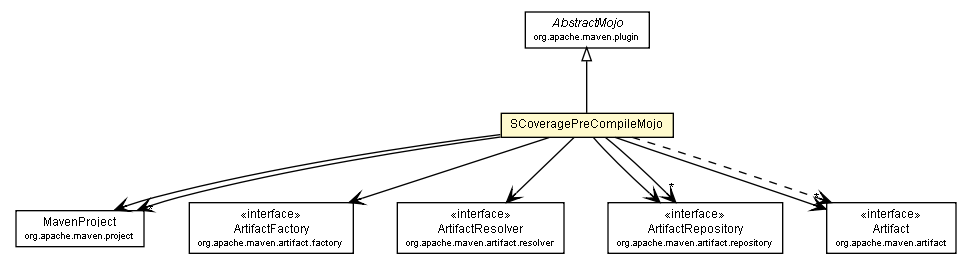 AbstractMojo
org.apache.maven.plugin
SCoveragePreCompileMojo
*
*
*
MavenProject
org.apache.maven.project
«interface»
ArtifactFactory
org.apache.maven.artifact.factory
«interface»
ArtifactResolver
org.apache.maven.artifact.resolver
«interface»
ArtifactRepository
org.apache.maven.artifact.repository
«interface»
Artifact
org.apache.maven.artifact